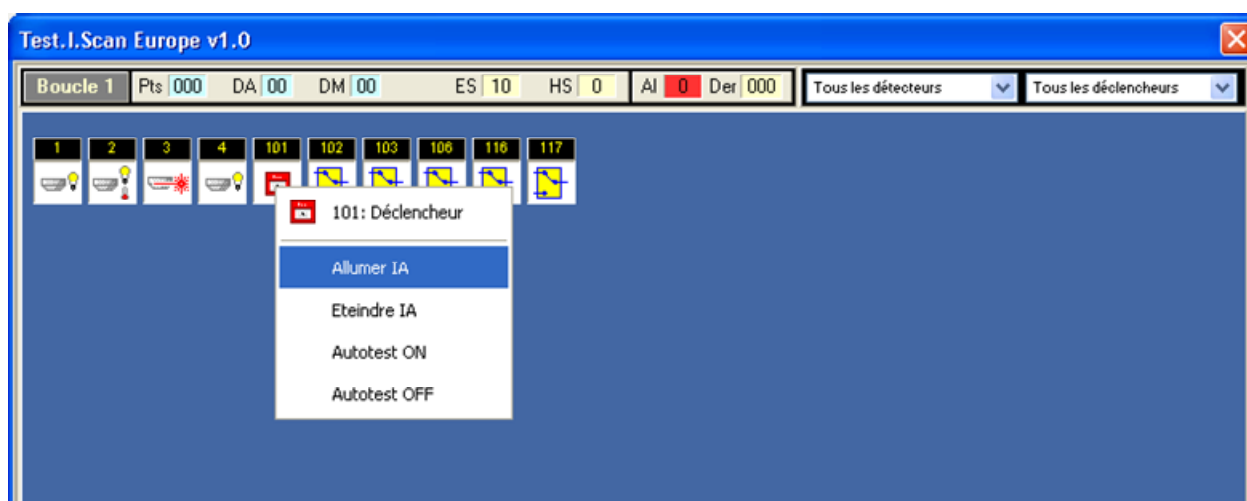 Test.I.Scan Europe v1.0
Boucle 1 Pts 000 DA 00 DM 00 ES 10 HS 0 Al 0 Der 000 Tous les détecteurs Tous les déclencheurs
1 2 3 4 101 102 103 106 116 117
101: Déclencheur
Allumer IA
Eteindre IA
Autotest ON
Autotest OFF